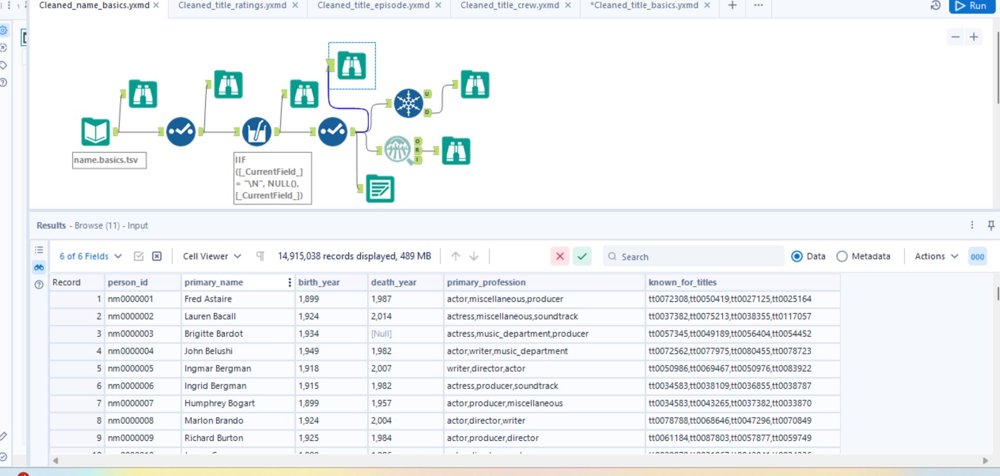 Cleaned_name_basics.yxmd × Cleaned_title_ratings.yxmd × Cleaned_title_episode.yxmd × Cleaned_title_crew.yxmd × *Cleaned_title_basics.yxmd × + ... Run
U
D
O
R
I
name.basics.tsv
IIF
([_CurrentField_]
= "\N", NULL(),
[_CurrentField_])
Results - Browse (11) - Input
6 of 6 Fields Cell Viewer 14,915,038 records displayed, 489 MB Search Data Metadata Actions 000
Record person_id primary_name birth_year death_year primary_profession known_for_titles
1 nm0000001 Fred Astaire 1,899 1,987 actor,miscellaneous,producer tt0072308,tt0050419,tt0027125,tt0025164
2 nm0000002 Lauren Bacall 1,924 2,014 actress,miscellaneous,soundtrack tt0037382,tt0075213,tt0038355,tt0117057
3 nm0000003 Brigitte Bardot 1,934 [Null] actress,music_department,producer tt0057345,tt0049189,tt0056404,tt0054452
4 nm0000004 John Belushi 1,949 1,982 actor,writer,music_department tt0072562,tt0077975,tt0080455,tt0078723
5 nm0000005 Ingmar Bergman 1,918 2,007 writer,director,actor tt0050986,tt0069467,tt0050976,tt0083922
6 nm0000006 Ingrid Bergman 1,915 1,982 actress,producer,soundtrack tt0034583,tt0038109,tt0036855,tt0038787
7 nm0000007 Humphrey Bogart 1,899 1,957 actor,producer,miscellaneous tt0034583,tt0043265,tt0037382,tt0033870
8 nm0000008 Marlon Brando 1,924 2,004 actor,director,writer tt0078788,tt0068646,tt0047296,tt0070849
9 nm0000009 Richard Burton 1,925 1,984 actor,producer,director tt0061184,tt0087803,tt0057877,tt0059749